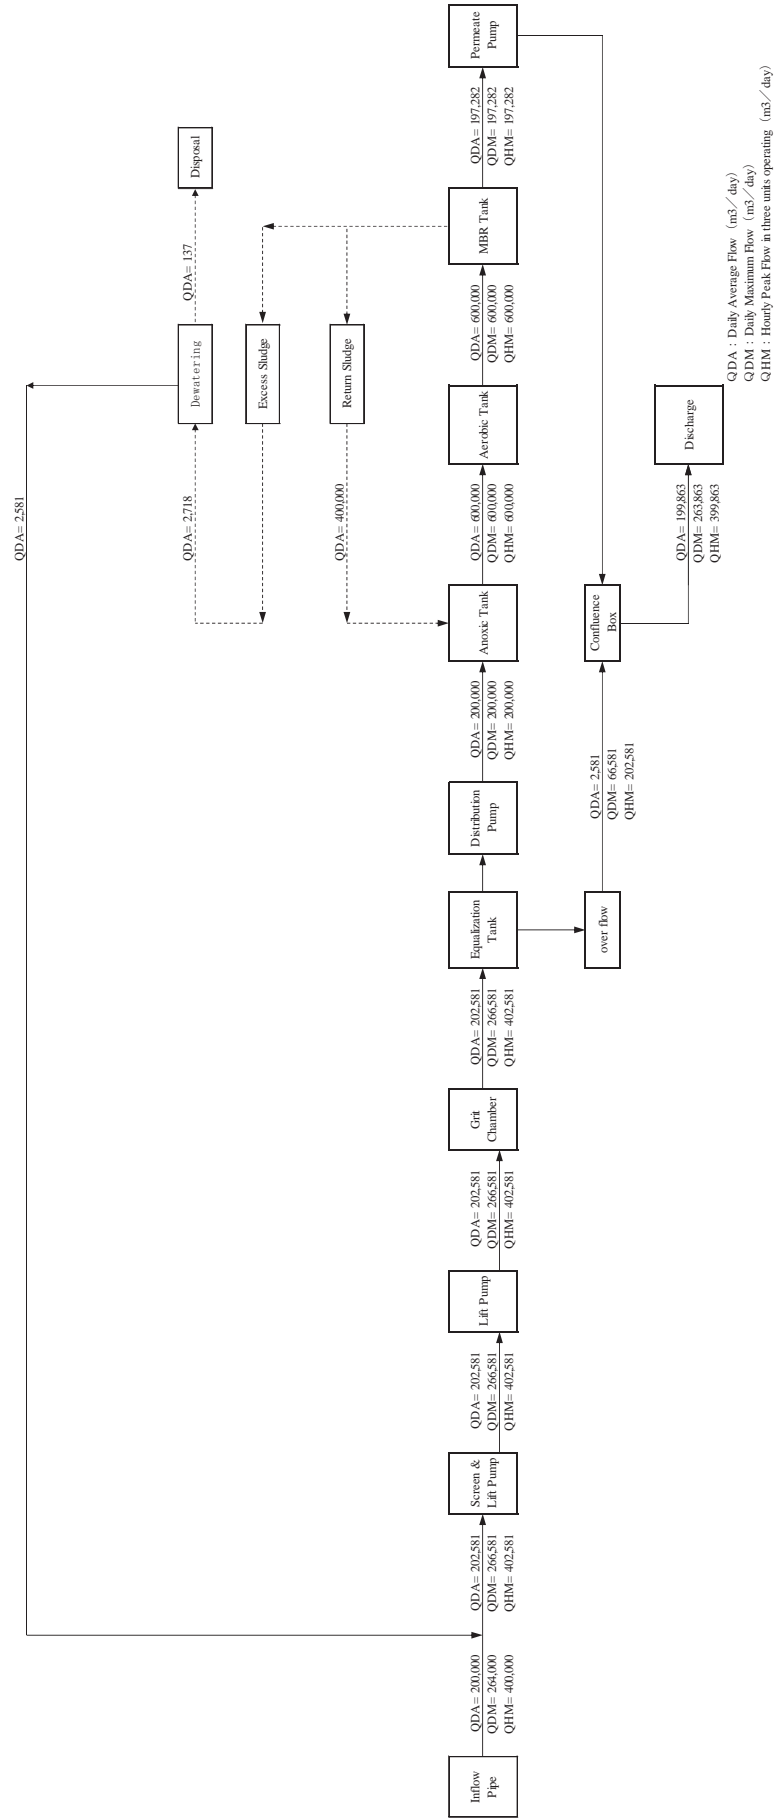 QDA= 2,581
Disposal
QDA= 137
Dewatering
QDA= 2,718
Excess Sludge
Return Sludge
QDA= 400,000
Inflow
Pipe
QDA= 200,000
QDM= 264,000
QHM= 400,000
QDA= 202,581
QDM= 266,581
QHM= 402,581
Screen &
Lift Pump
QDA= 202,581
QDM= 266,581
QHM= 402,581
Lift Pump
QDA= 202,581
QDM= 266,581
QHM= 402,581
Grit
Chamber
QDA= 202,581
QDM= 266,581
QHM= 402,581
Equalization
Tank
Distribution
Pump
QDA= 200,000
QDM= 200,000
QHM= 200,000
Anoxic Tank
QDA= 600,000
QDM= 600,000
QHM= 600,000
Aerobic Tank
QDA= 600,000
QDM= 600,000
QHM= 600,000
MBR Tank
QDA= 197,282
QDM= 197,282
QHM= 197,282
Permeate
Pump
over flow
QDA= 2,581
QDM= 66,581
QHM= 202,581
Confluence
Box
QDA= 199,863
QDM= 263,863
QHM= 399,863
Discharge
QDA : Daily Average Flow (m3/day)
QDM : Daily Maximum Flow (m3/day)
QHM : Hourly Peak Flow in three units operating (m3/day)